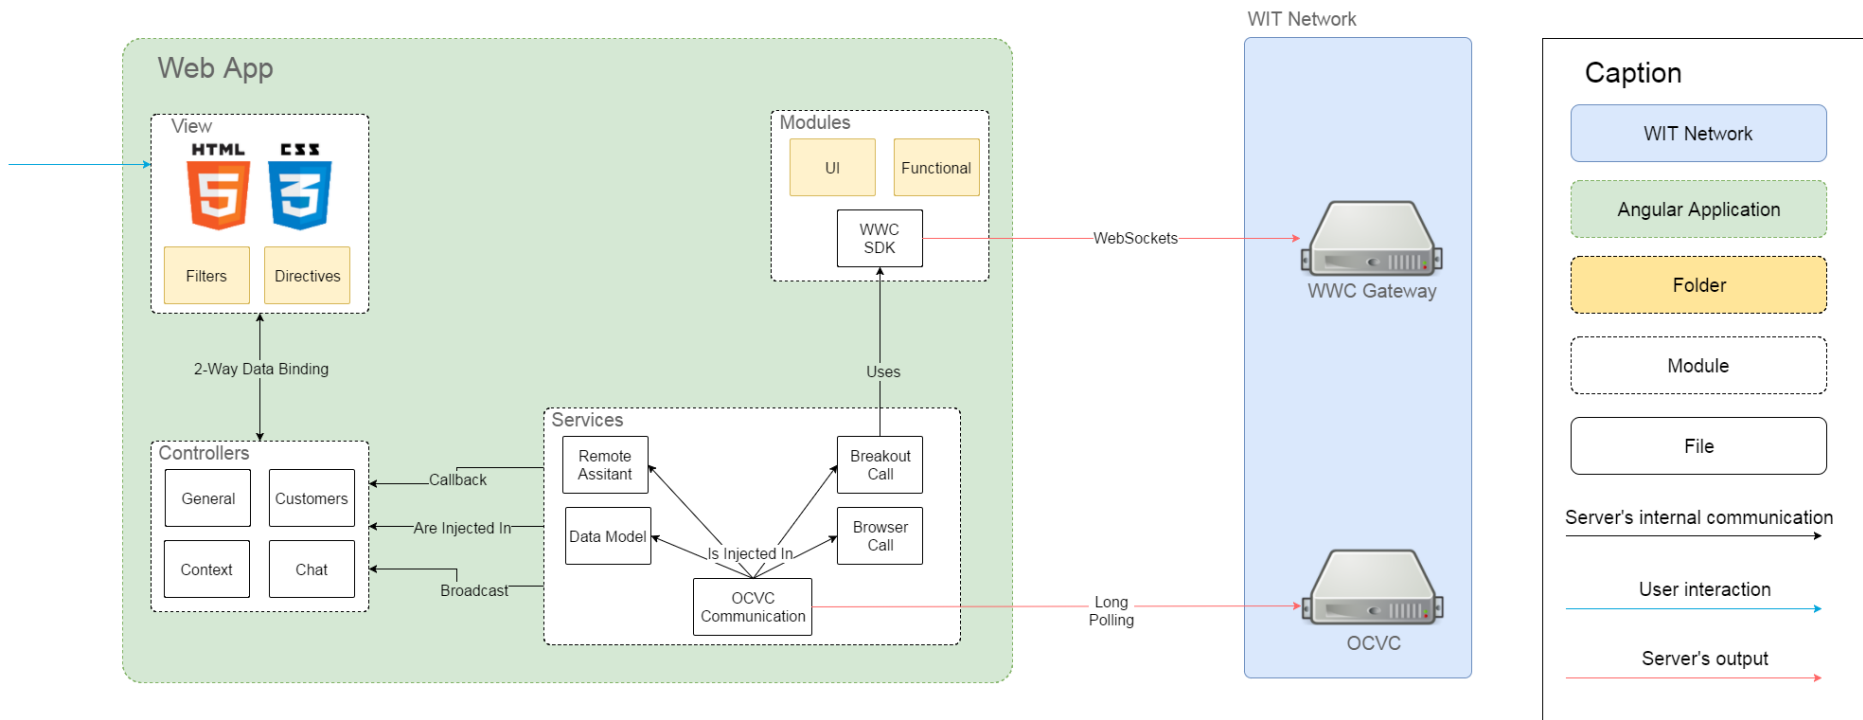 WIT Network
Web App
View
HTML
CSS
5
3
Filters
Directives
2-Way Data Binding
Controllers
General
Customers
Context
Chat
Callback
Are Injected In
Broadcast
Modules
UI
Functional
WWC
SDK
Uses
Services
Remote
Assitant
Breakout
Call
Data Model
Browser
Call
Is Injected In
OCVC
Communication
WebSockets
Long
Polling
WWC Gateway
OCVC
Caption
WIT Network
Angular Application
Folder
Module
File
Server's internal communication
User interaction
Server's output